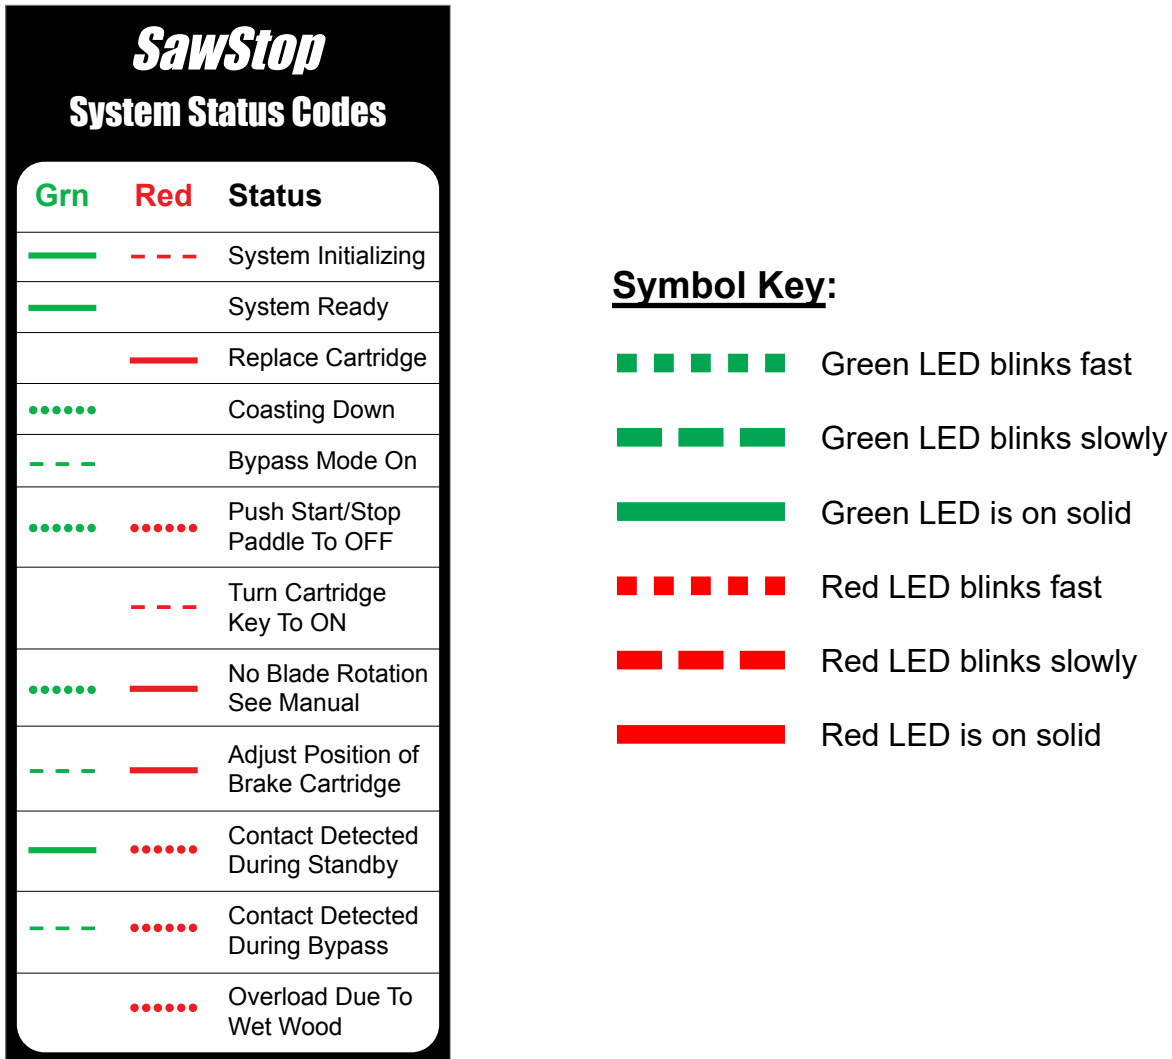 SawStop
System Status Codes
Grn Red Status
System Initializing
System Ready
Replace Cartridge
Coasting Down
Bypass Mode On
Push Start/Stop
Paddle To OFF
Turn Cartridge
Key To ON
No Blade Rotation
See Manual
Adjust Position of
Brake Cartridge
Contact Detected
During Standby
Contact Detected
During Bypass
Overload Due To
Wet Wood
Symbol Key:
Green LED blinks fast
Green LED blinks slowly
Green LED is on solid
Red LED blinks fast
Red LED blinks slowly
Red LED is on solid